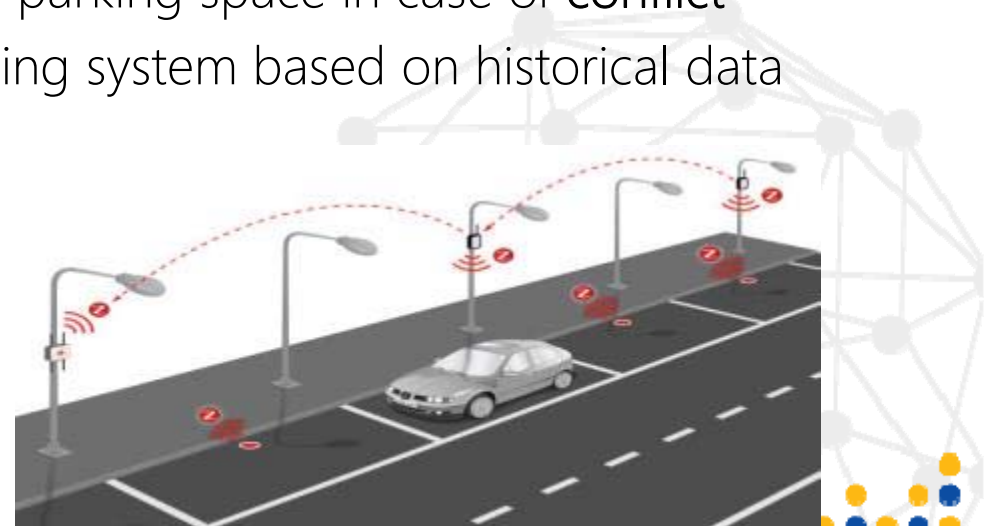 parking space in case of conflict
ing system based on historical data